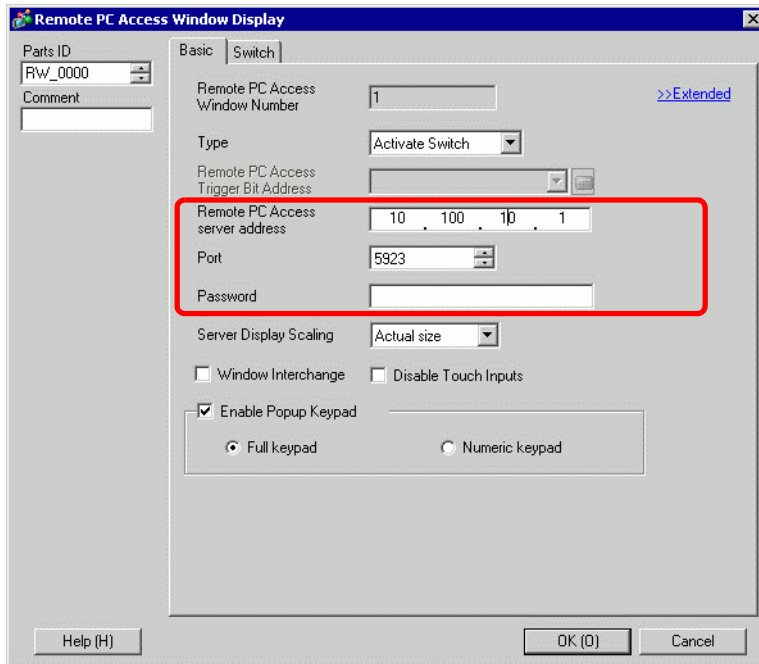 Remote PC Access Window Display
Parts ID
RW_0000
Comment
Basic
Switch
Remote PC Access
Window Number
1
>>Extended
Type
Activate Switch
Remote PC Access
Trigger Bit Address
Remote PC Access
server address
10 . 100 . 10 . 1
Port
5923
Password
Server Display Scaling
Actual size
Window Interchange
Disable Touch Inputs
Enable Popup Keypad
Full keypad
Numeric keypad
Help (H)
OK (O)
Cancel